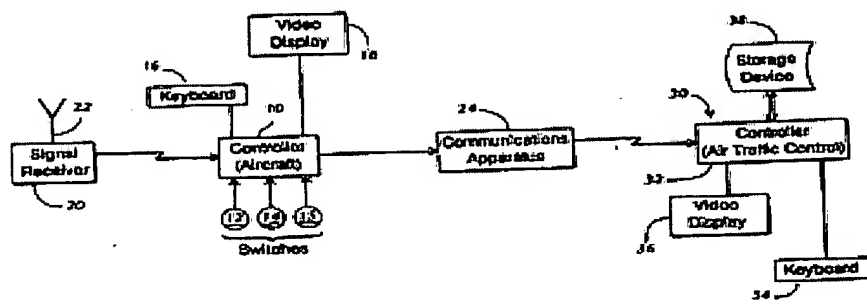 Video
Display
18
16
Keyboard
22
Signal
Receiver
20
10
Controller
(Aircraft)
12
14
Switches
24
Communications
Apparatus
38
Storage
Device
30
Controller
(Air Traffic Control)
32
Video
Display
36
Keyboard
34